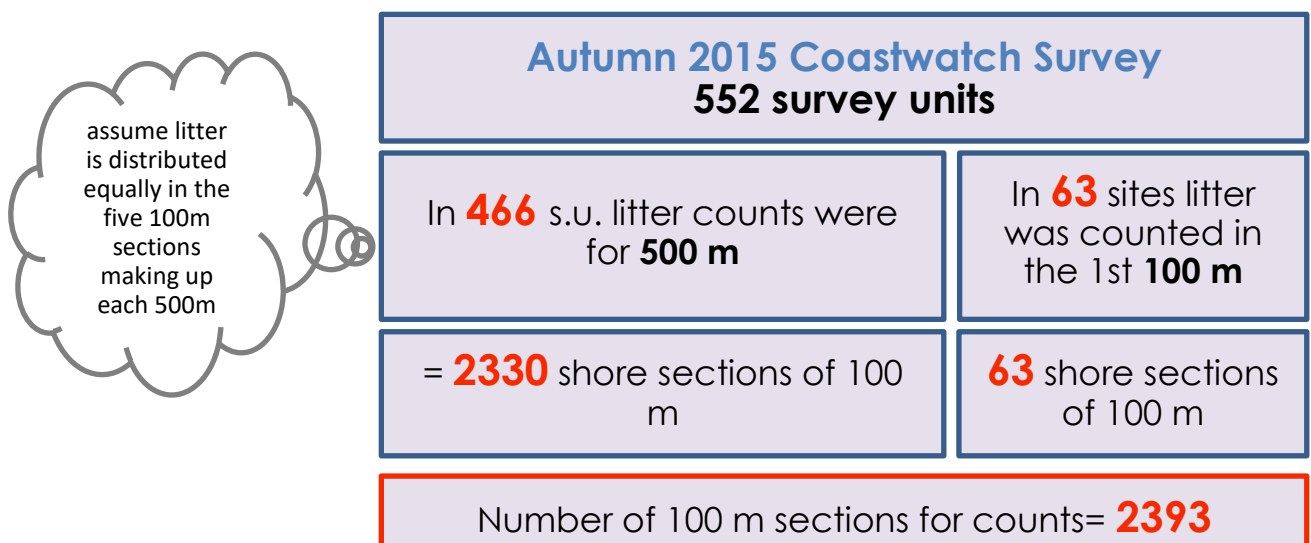 assume litter
is distributed
equally in the
five 100m
sections
making up
each 500m
Autumn 2015 Coastwatch Survey
552 survey units
In 466 s.u. litter counts were
for 500 m
In 63 sites litter
was counted in
the 1st 100 m
= 2330 shore sections of 100
m
63 shore sections
of 100 m
Number of 100 m sections for counts= 2393